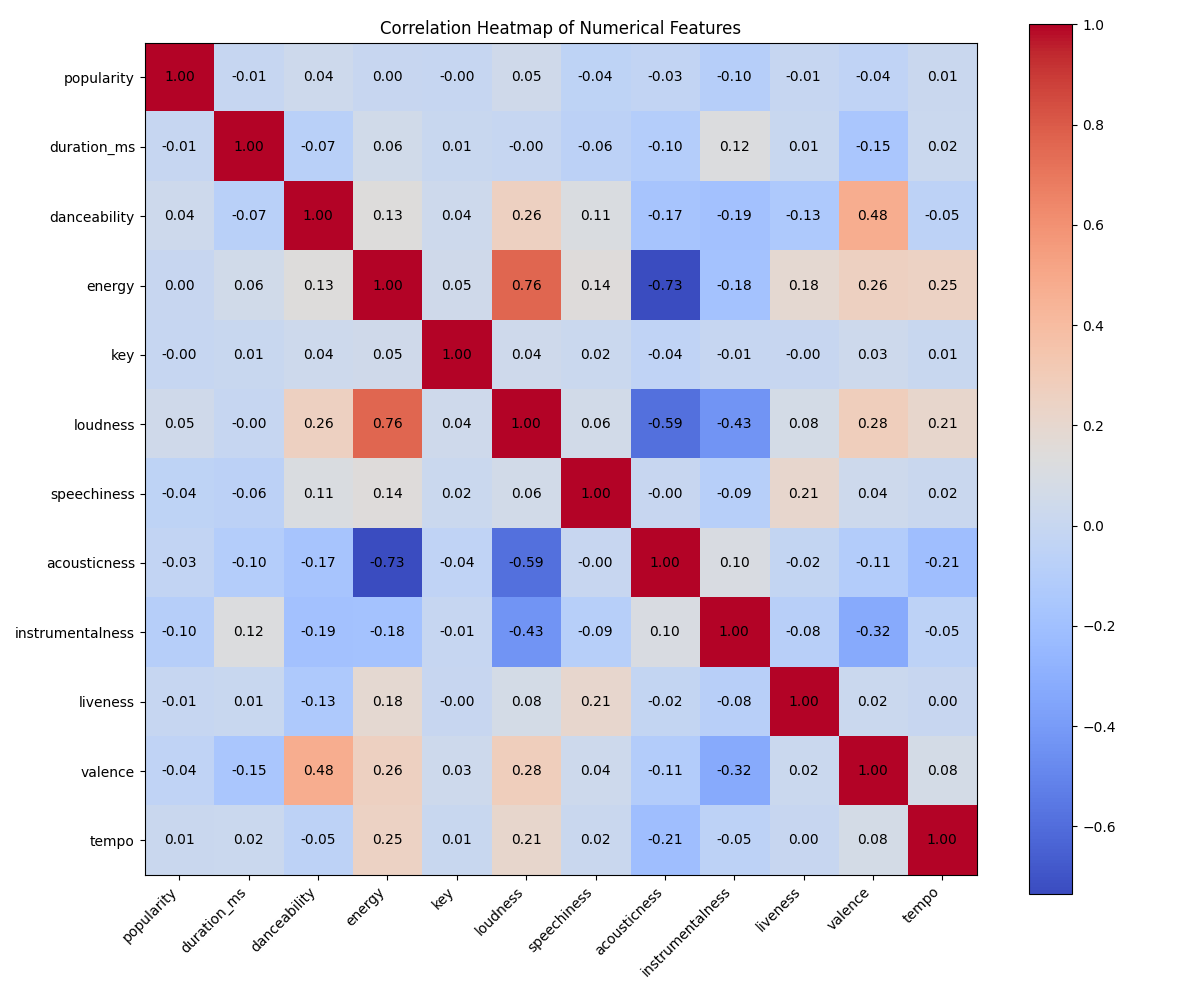 Correlation Heatmap of Numerical Features
popularity 1.00 -0.01 0.04 0.00 -0.00 0.05 -0.04 -0.03 -0.10 -0.01 -0.04 0.01
duration_ms -0.01 1.00 -0.07 0.06 0.01 -0.00 -0.06 -0.10 0.12 0.01 -0.15 0.02
danceability 0.04 -0.07 1.00 0.13 0.04 0.26 0.11 -0.17 -0.19 -0.13 0.48 -0.05
energy 0.00 0.06 0.13 1.00 0.05 0.76 0.14 -0.73 -0.18 0.18 0.26 0.25
key -0.00 0.01 0.04 0.05 1.00 0.04 0.02 -0.04 -0.01 -0.00 0.03 0.01
loudness 0.05 -0.00 0.26 0.76 0.04 1.00 0.06 -0.59 -0.43 0.08 0.28 0.21
speechiness -0.04 -0.06 0.11 0.14 0.02 0.06 1.00 -0.00 -0.09 0.21 0.04 0.02
acousticness -0.03 -0.10 -0.17 -0.73 -0.04 -0.59 -0.00 1.00 0.10 -0.02 -0.11 -0.21
instrumentalness -0.10 0.12 -0.19 -0.18 -0.01 -0.43 -0.09 0.10 1.00 -0.08 -0.32 -0.05
liveness -0.01 0.01 -0.13 0.18 -0.00 0.08 0.21 -0.02 -0.08 1.00 0.02 0.00
valence -0.04 -0.15 0.48 0.26 0.03 0.28 0.04 -0.11 -0.32 0.02 1.00 0.08
tempo 0.01 0.02 -0.05 0.25 0.01 0.21 0.02 -0.21 -0.05 0.00 0.08 1.00
popularity duration_ms danceability energy key loudness speechiness acousticness instrumentalness liveness valence tempo
1.0
0.8
0.6
0.4
0.2
0.0
−0.2
−0.4
−0.6